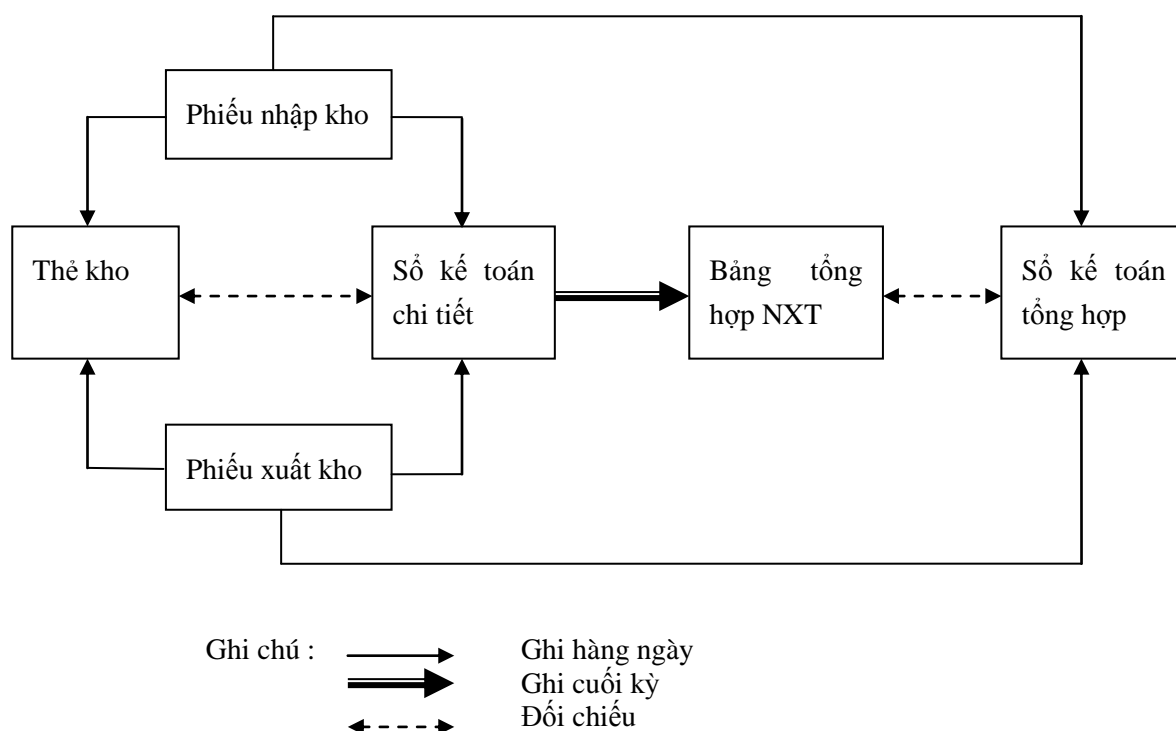 Phiếu nhập kho
Thẻ kho
Sổ kế toán
chi tiết
Bảng tổng
hợp NXT
Sổ kế toán
tổng hợp
Phiếu xuất kho
Ghi chú :
Ghi hàng ngày
Ghi cuối kỳ
Đối chiếu